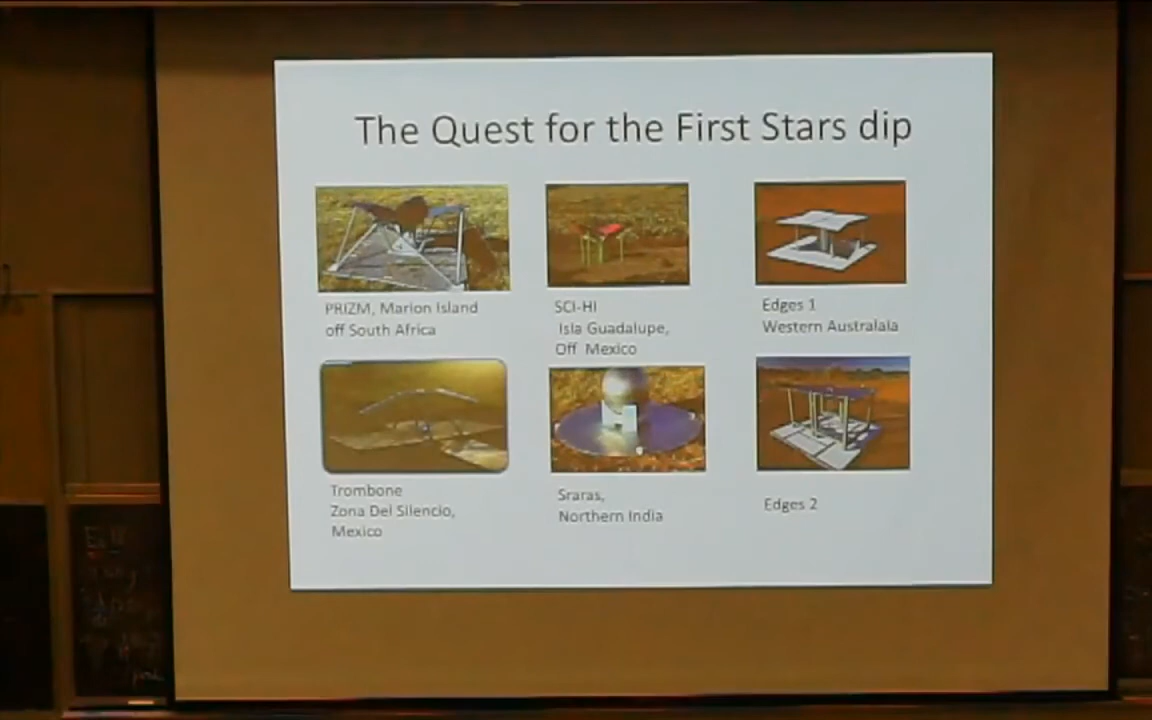 The Quest for the First Stars dip
PRIZM, Marion Island
off South Africa
SCI-HI
Isla Guadalupe,
Off Mexico
Edges 1
Western Australaia
Trombone
Zona Del Silencio,
Mexico
Sraras,
Northern India
Edges 2